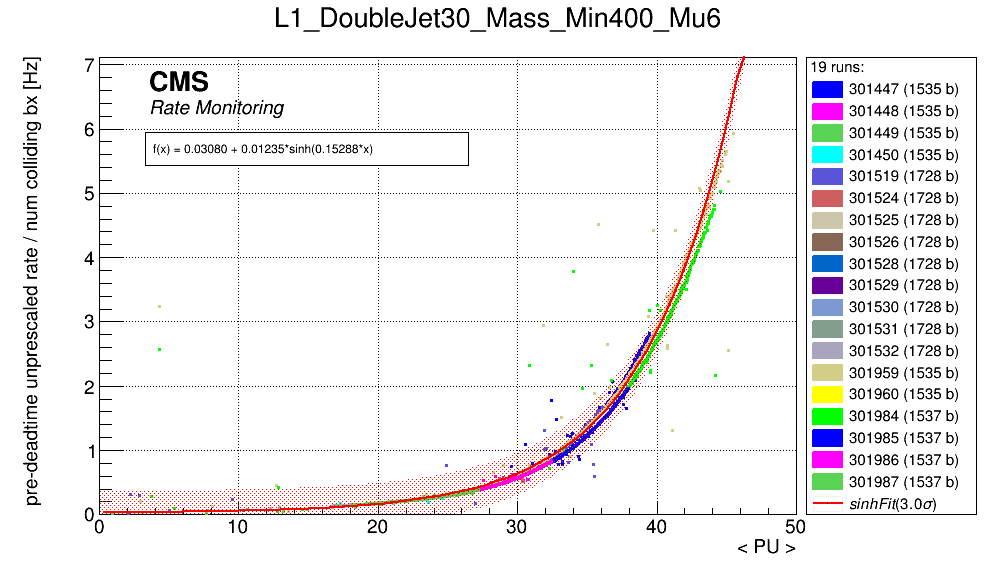 L1_DoubleJet30_Mass_Min400_Mu6
pre-deadtime unprescaled rate / num colliding bx [Hz]
7
6
5
4
3
2
1
0
CMS
Rate Monitoring
f(x) = 0.03080 + 0.01235*sinh(0.15288*x)
0 10 20 30 40 50
< PU >
19 runs:
301447 (1535 b)
301448 (1535 b)
301449 (1535 b)
301450 (1535 b)
301519 (1728 b)
301524 (1728 b)
301525 (1728 b)
301526 (1728 b)
301528 (1728 b)
301529 (1728 b)
301530 (1728 b)
301531 (1728 b)
301532 (1728 b)
301959 (1535 b)
301960 (1535 b)
301984 (1537 b)
301985 (1537 b)
301986 (1537 b)
301987 (1537 b)
sinhFit(3.0σ)